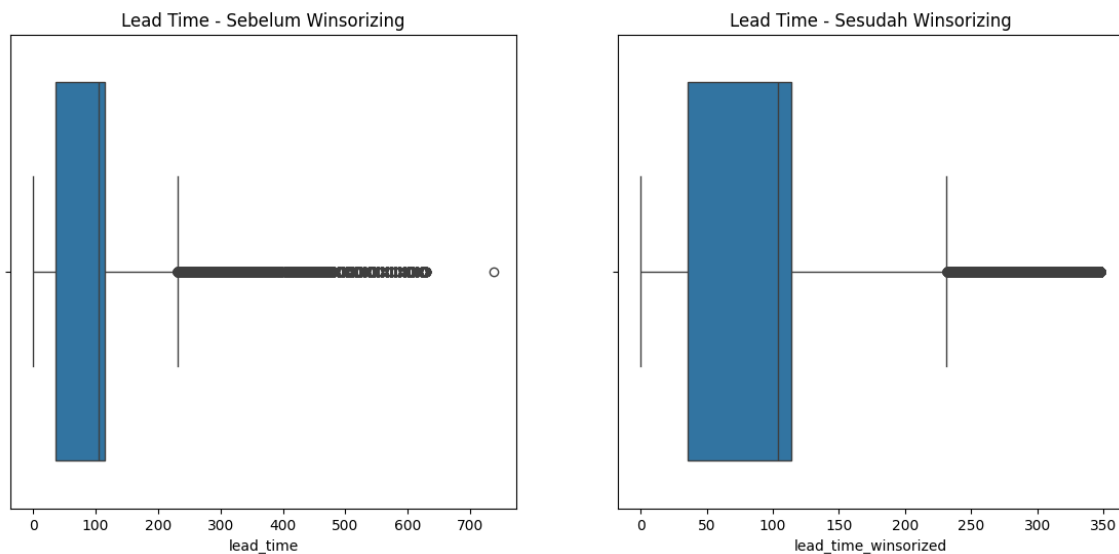 Lead Time - Sebelum Winsorizing
0 100 200 300 400 500 600 700
lead_time
Lead Time - Sesudah Winsorizing
0 50 100 150 200 250 300 350
lead_time_winsorized